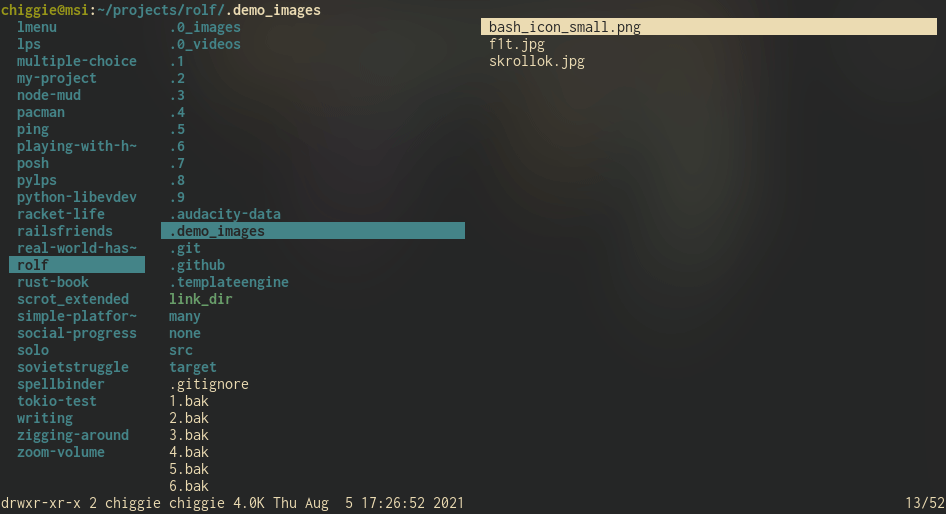 chiggie@msi:~/projects/rolf/.demo_images
lmenu .0_images bash_icon_small.png
lps .0_videos f1t.jpg
multiple-choice .1 skrollok.jpg
my-project .2
node-mud .3
pacman .4
ping .5
playing-with-h~ .6
posh .7
pylps .8
python-libevdev .9
racket-life .audacity-data
railsfriends .demo_images
real-world-has~ .git
rolf .github
rust-book .templateengine
scrot_extended link_dir
simple-platfor~ many
social-progress none
solo src
sovietstruggle target
spellbinder .gitignore
tokio-test 1.bak
writing 2.bak
zigging-around 3.bak
zoom-volume 4.bak
5.bak
6.bak
drwxr-xr-x 2 chiggie chiggie 4.0K Thu Aug  5 17:26:52 2021 13/52